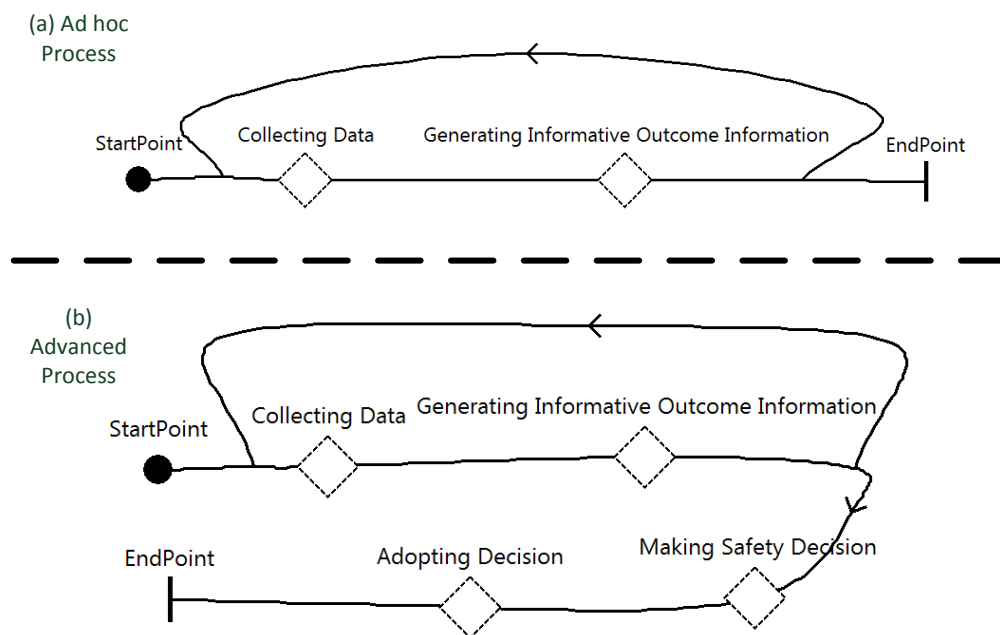 (a) Ad hoc
Process
StartPoint
Collecting Data
Generating Informative Outcome Information
EndPoint
(b)
Advanced
Process
StartPoint
Collecting Data
Generating Informative Outcome Information
EndPoint
Adopting Decision
Making Safety Decision